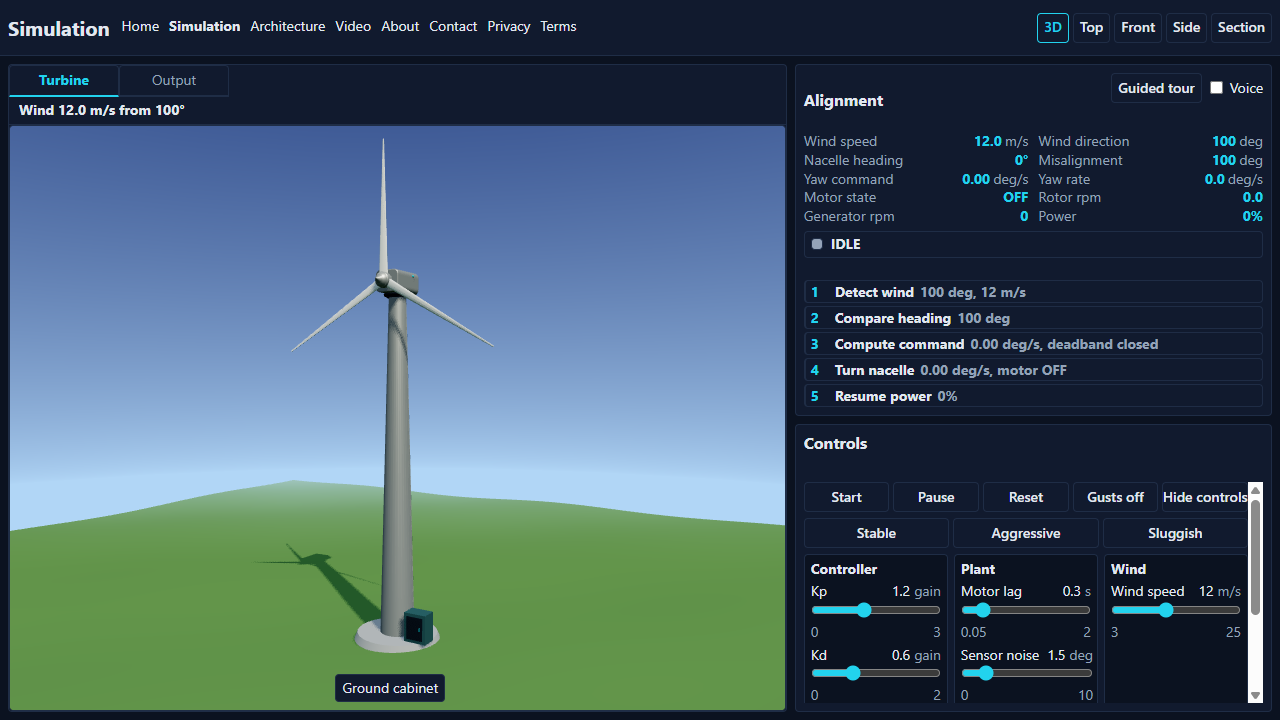 Simulation
Home Simulation Architecture Video About Contact Privacy Terms
3D Top Front Side Section
Turbine Output
Wind 12.0 m/s from 100°
Ground cabinet
Guided tour Voice
Alignment
Wind speed 12.0 m/s Wind direction 100 deg
Nacelle heading 0° Misalignment 100 deg
Yaw command 0.00 deg/s Yaw rate 0.0 deg/s
Motor state OFF Rotor rpm 0.0
Generator rpm 0 Power 0%
IDLE
1 Detect wind 100 deg, 12 m/s
2 Compare heading 100 deg
3 Compute command 0.00 deg/s, deadband closed
4 Turn nacelle 0.00 deg/s, motor OFF
5 Resume power 0%
Controls
Start Pause Reset Gusts off Hide controls
Stable Aggressive Sluggish
Controller Plant Wind
Kp 1.2 gain Motor lag 0.3 s Wind speed 12 m/s
0 3 0.05 2 3 25
Kd 0.6 gain Sensor noise 1.5 deg
0 2 0 10